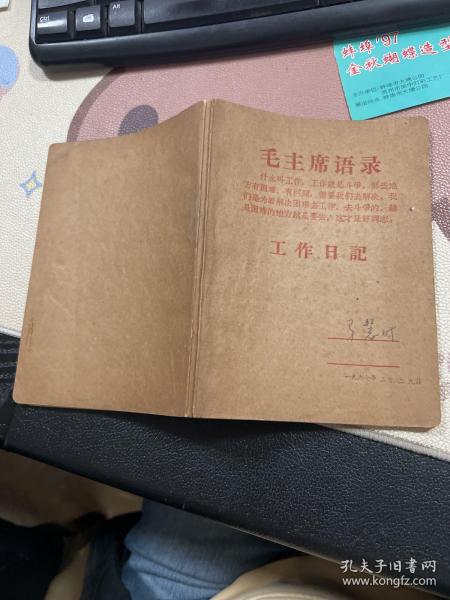 Ctrl
Alt
蚌埠'97
金秋蝴蝶造型
毛主席语录
什么叫工作，工作就是斗争。那些地
方有困难、有问题，需要我们去解决。我
们是为着解决困难去工作、去斗争的。越
是困难的地方越是要去，这才是好同志。
工作日記
孔夫子旧书网
www.kongfz.com